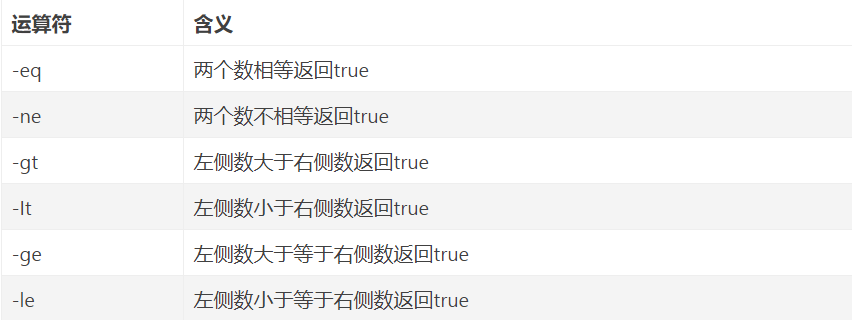 运算符 含义
-eq 两个数相等返回true
-ne 两个数不相等返回true
-gt 左侧数大于右侧数返回true
-lt 左侧数小于右侧数返回true
-ge 左侧数大于等于右侧数返回true
-le 左侧数小于等于右侧数返回true